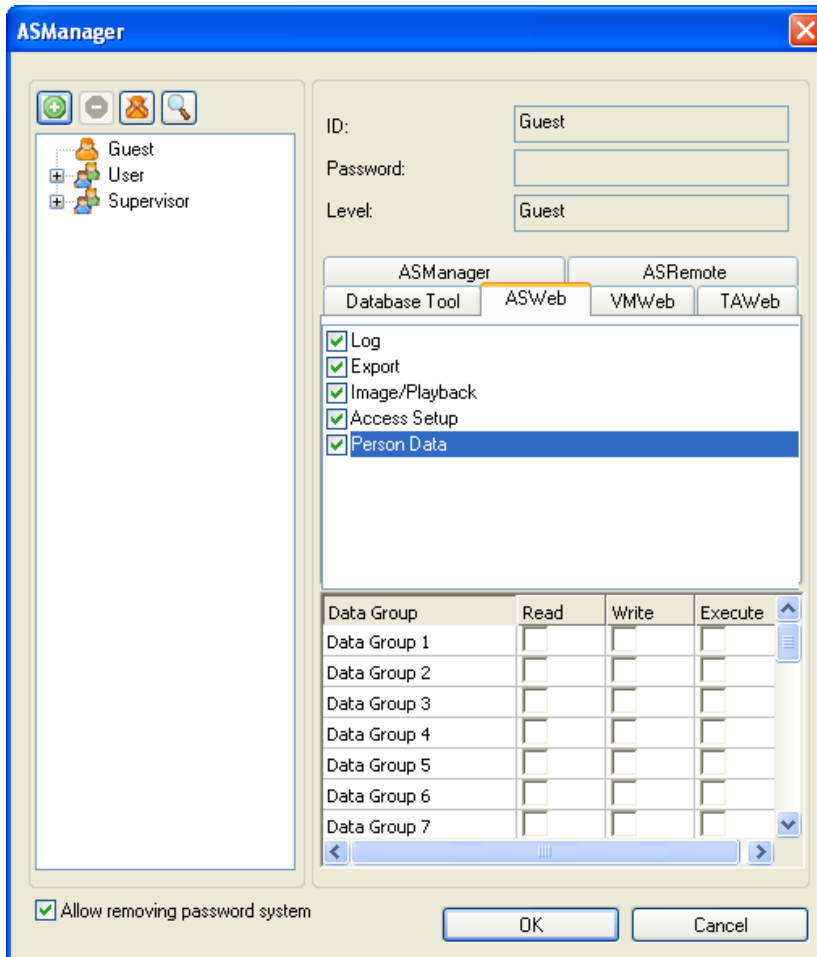 ASManager
Guest
User
Supervisor
ID: Guest
Password:
Level: Guest
ASManager ASRemote
Database Tool ASWeb VMWeb TAWeb
Log
Export
Image/Playback
Access Setup
Person Data
Data Group Read Write Execute
Data Group 1
Data Group 2
Data Group 3
Data Group 4
Data Group 5
Data Group 6
Data Group 7
Allow removing password system
OK Cancel